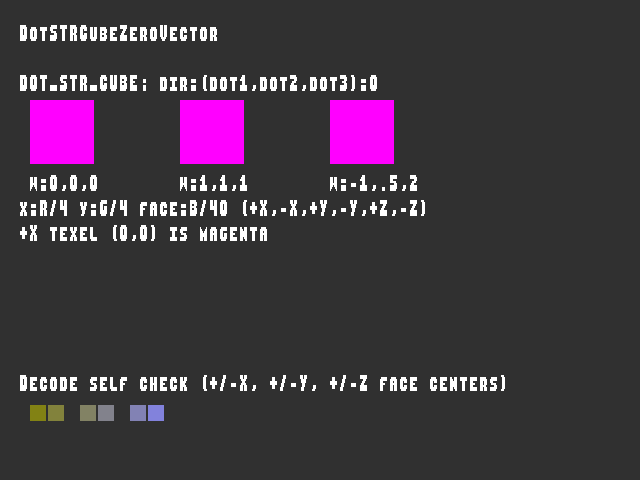 DotSTRCubeZeroVector
DOT_STR_CUBE: dir:(dot1,dot2,dot3):0
M:0,0,0 M:1,1,1 M:-1,.5,2
x:R/4 y:G/4 face:B/40 (+X,-X,+Y,-Y,+Z,-Z)
+X texel (0,0) is magenta
Decode self check (+/-X, +/-Y, +/-Z face centers)